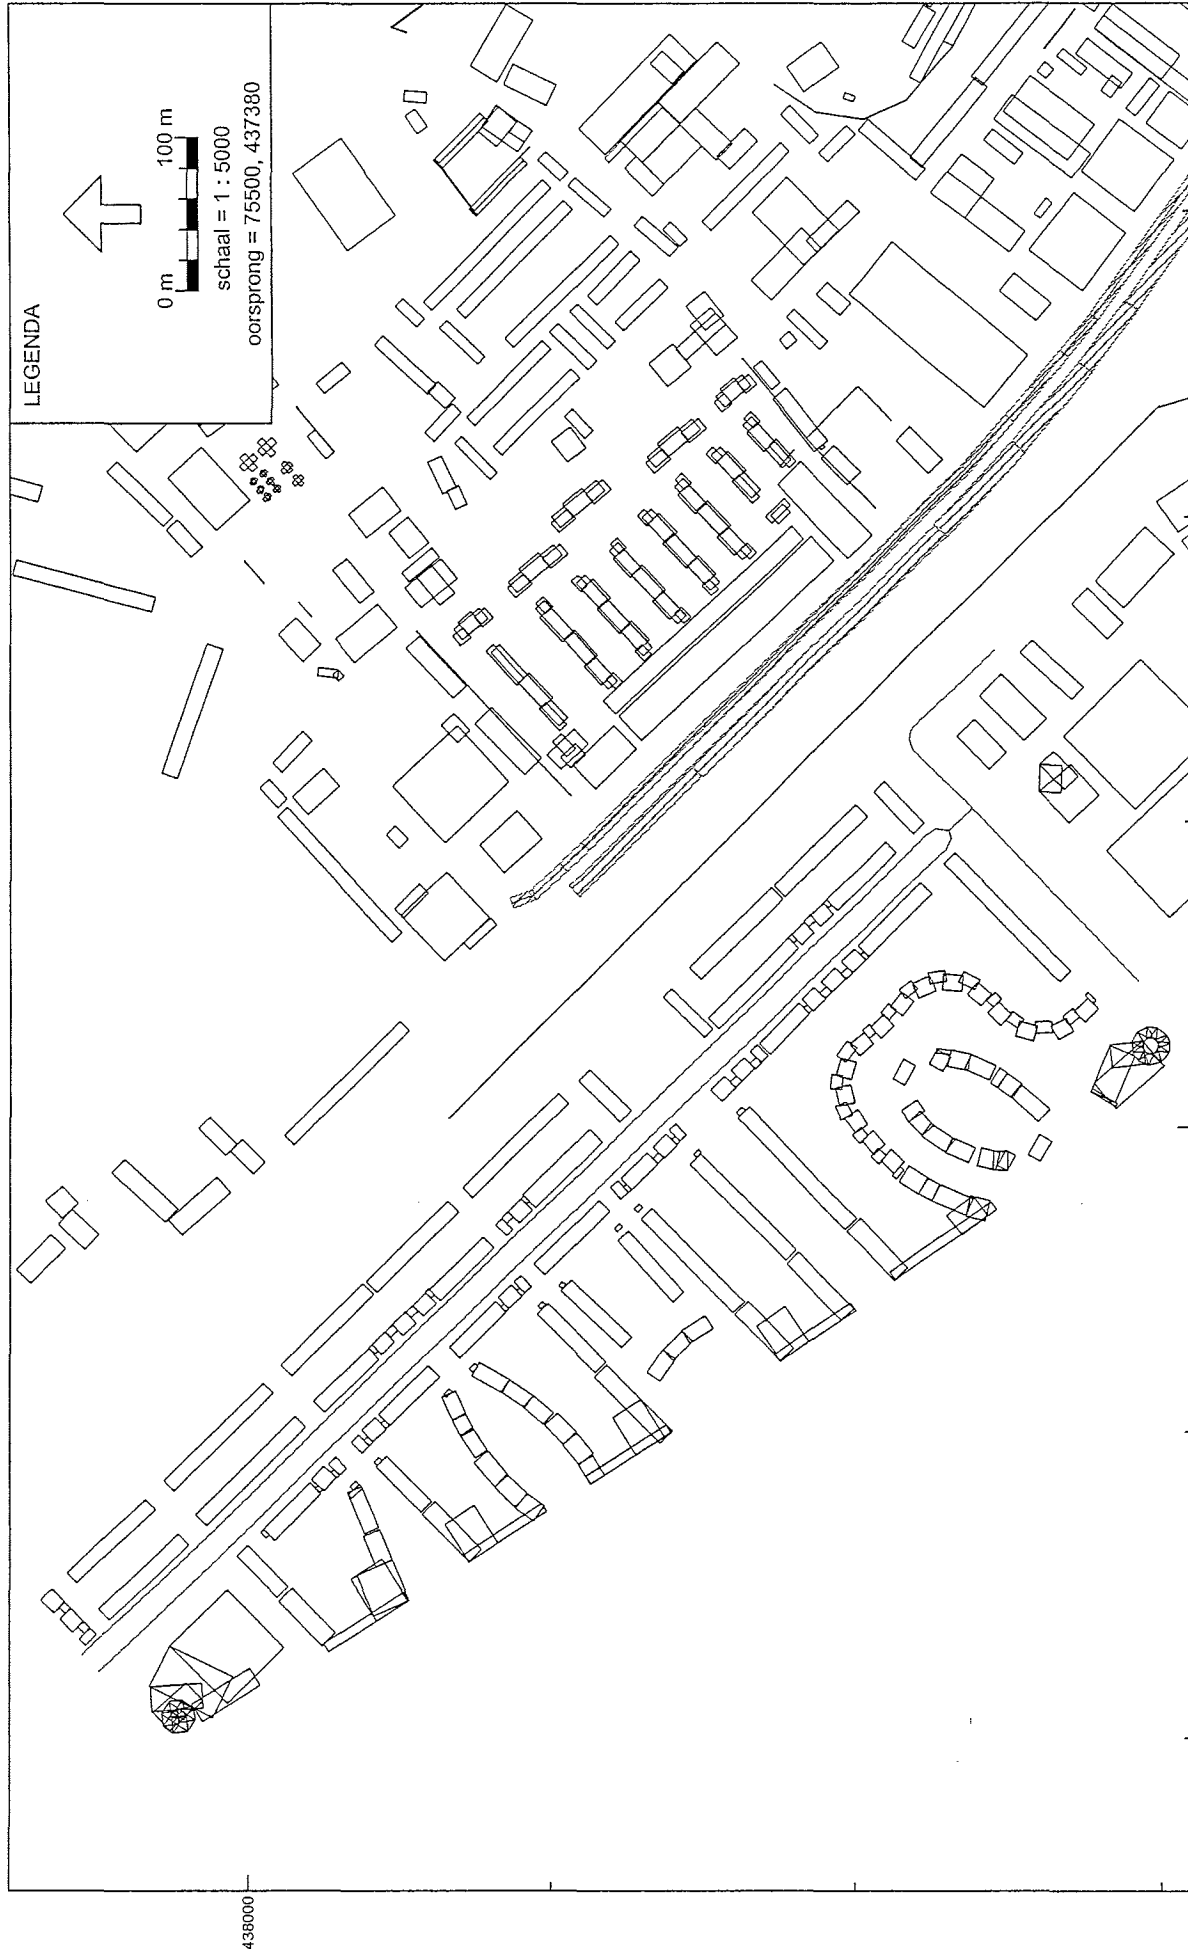 LEGENDA
0 m 100 m
schaal = 1 : 5000
oorsprong = 75500, 437380
438000